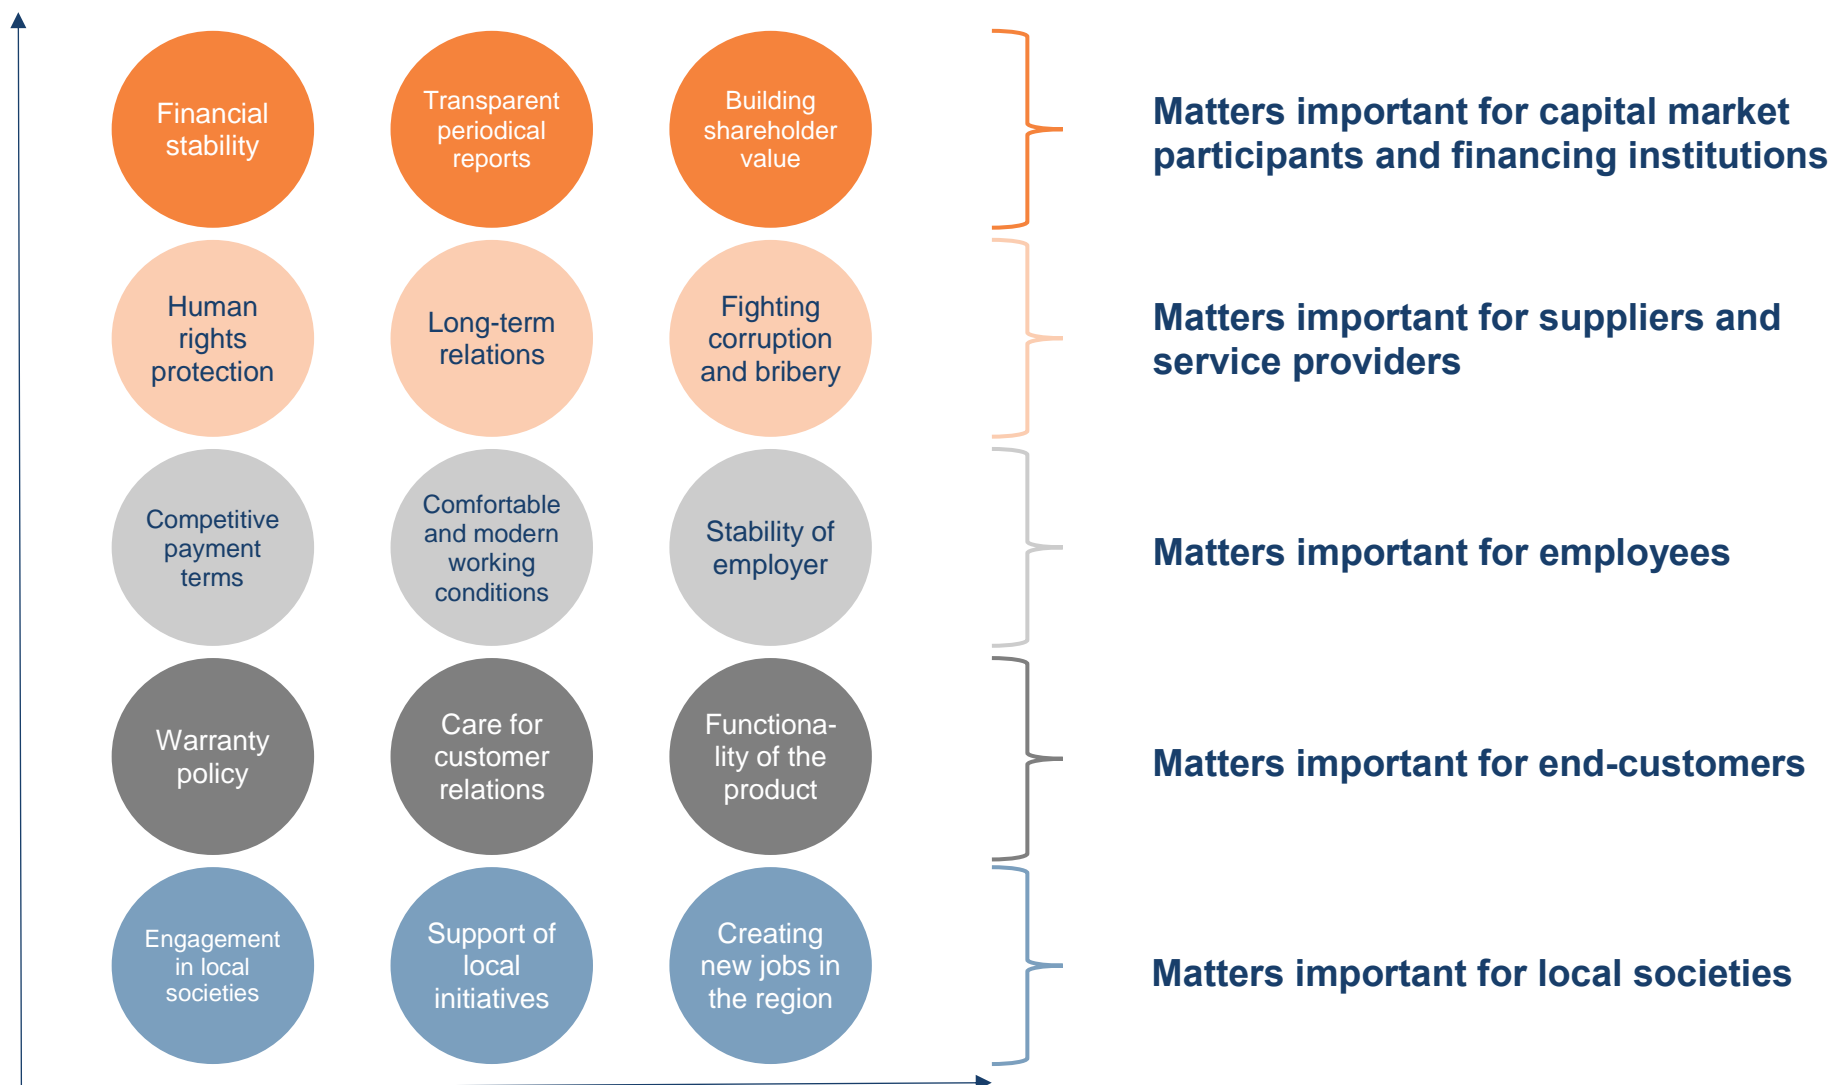 Financial
stability
Transparent
periodical
reports
Building
shareholder
value
Matters important for capital market
participants and financing institutions
Human
rights
protection
Long-term
relations
Fighting
corruption
and bribery
Matters important for suppliers and
service providers
Competitive
payment
terms
Comfortable
and modern
working
conditions
Stability of
employer
Matters important for employees
Warranty
policy
Care for
customer
relations
Functiona-
lity of the
product
Matters important for end-customers
Engagement
in local
societies
Support of
local
initiatives
Creating
new jobs in
the region
Matters important for local societies